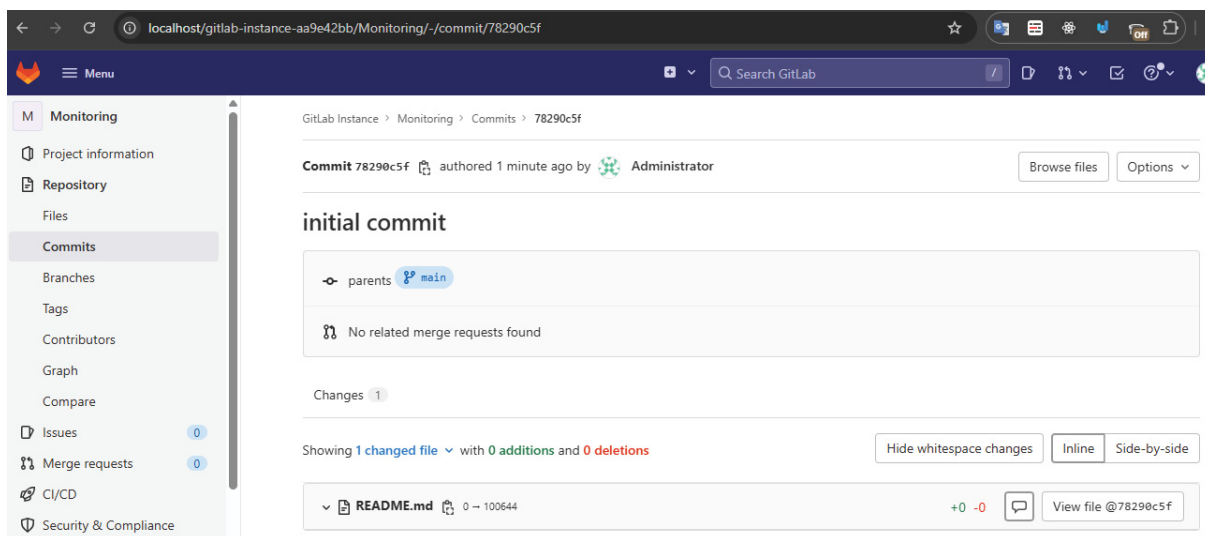 localhost/gitlab-instance-aa9e42bb/Monitoring/-/commit/78290c5f
Off
Menu
Search GitLab
/
M Monitoring
Project information
Repository
Files
Commits
Branches
Tags
Contributors
Graph
Compare
Issues 0
Merge requests 0
CI/CD
Security & Compliance
GitLab Instance > Monitoring > Commits > 78290c5f
Commit 78290c5f authored 1 minute ago by Administrator
Browse files Options
initial commit
parents main
No related merge requests found
Changes 1
Showing 1 changed file with 0 additions and 0 deletions
Hide whitespace changes Inline Side-by-side
README.md 0 → 100644
+0 -0 View file @78290c5f